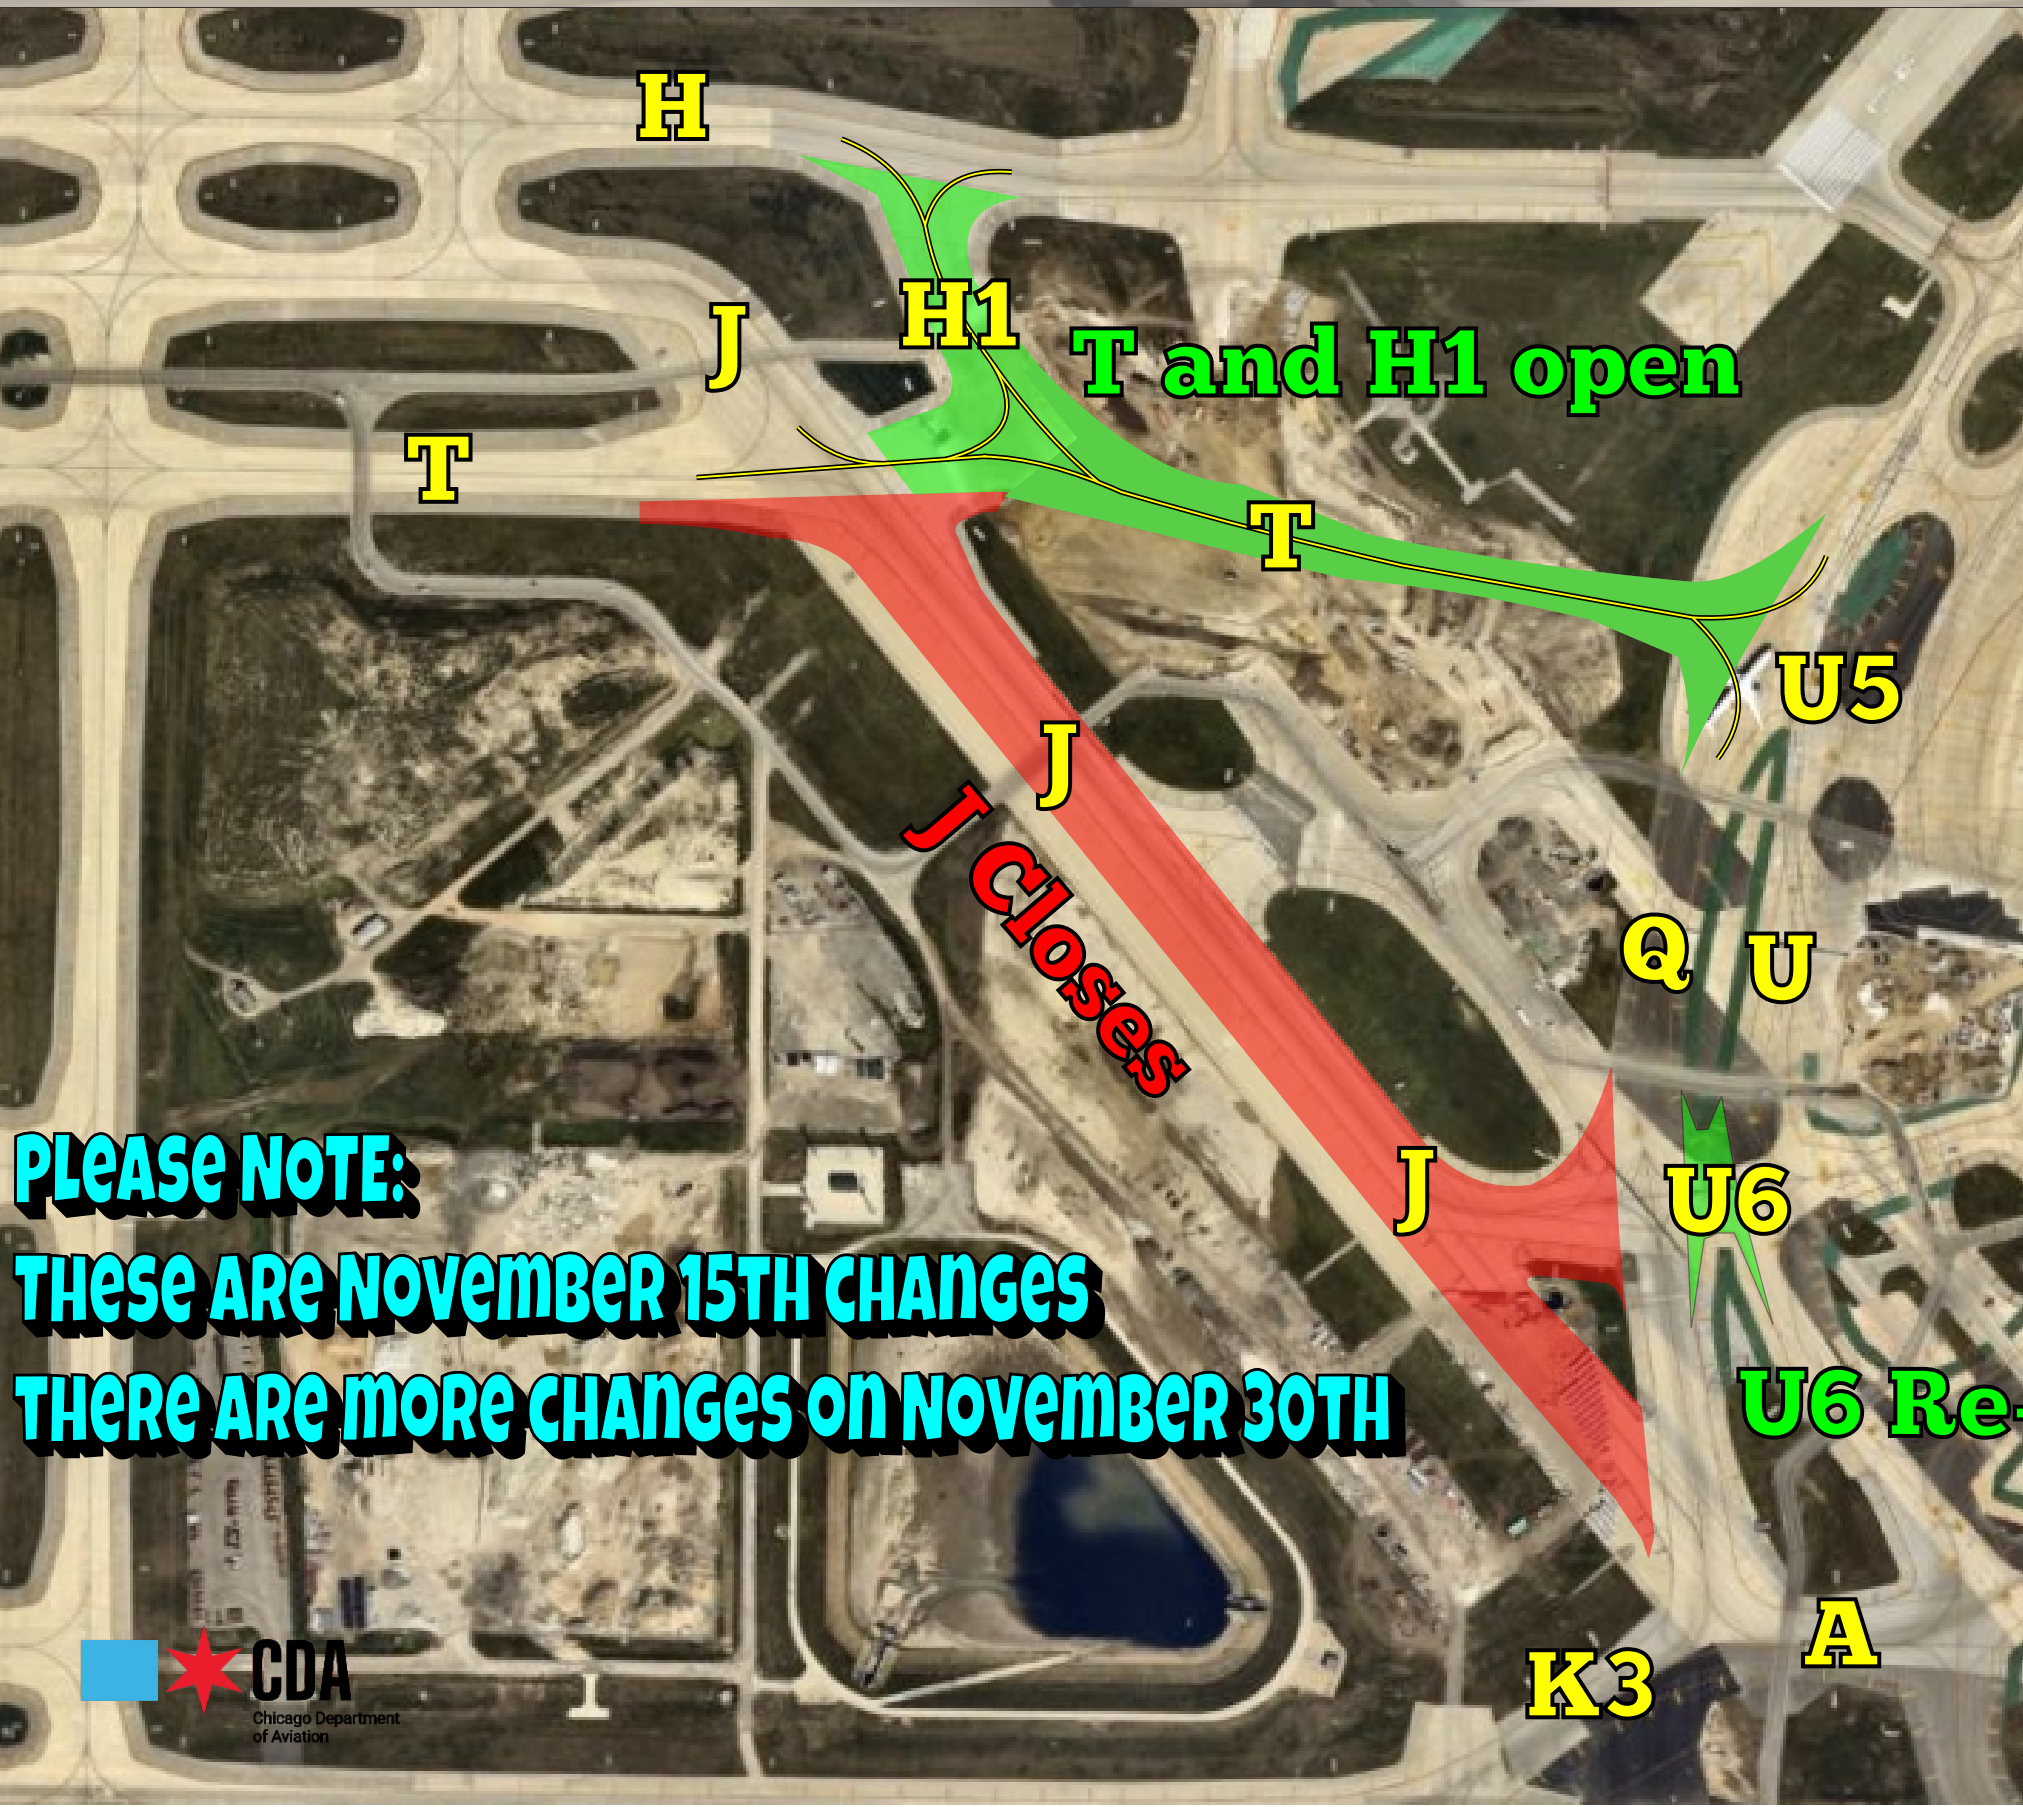 H
H1
J
T and H1 open
T
T
U5
J
J Closes
Q
U
PLEASE NOTE:
J
U6
THESE ARE NOVEMBER 15TH CHANGES
THERE ARE MORE CHANGES ON NOVEMBER 30TH
U6 Re-
A
K3
CDA
Chicago Department
of Aviation